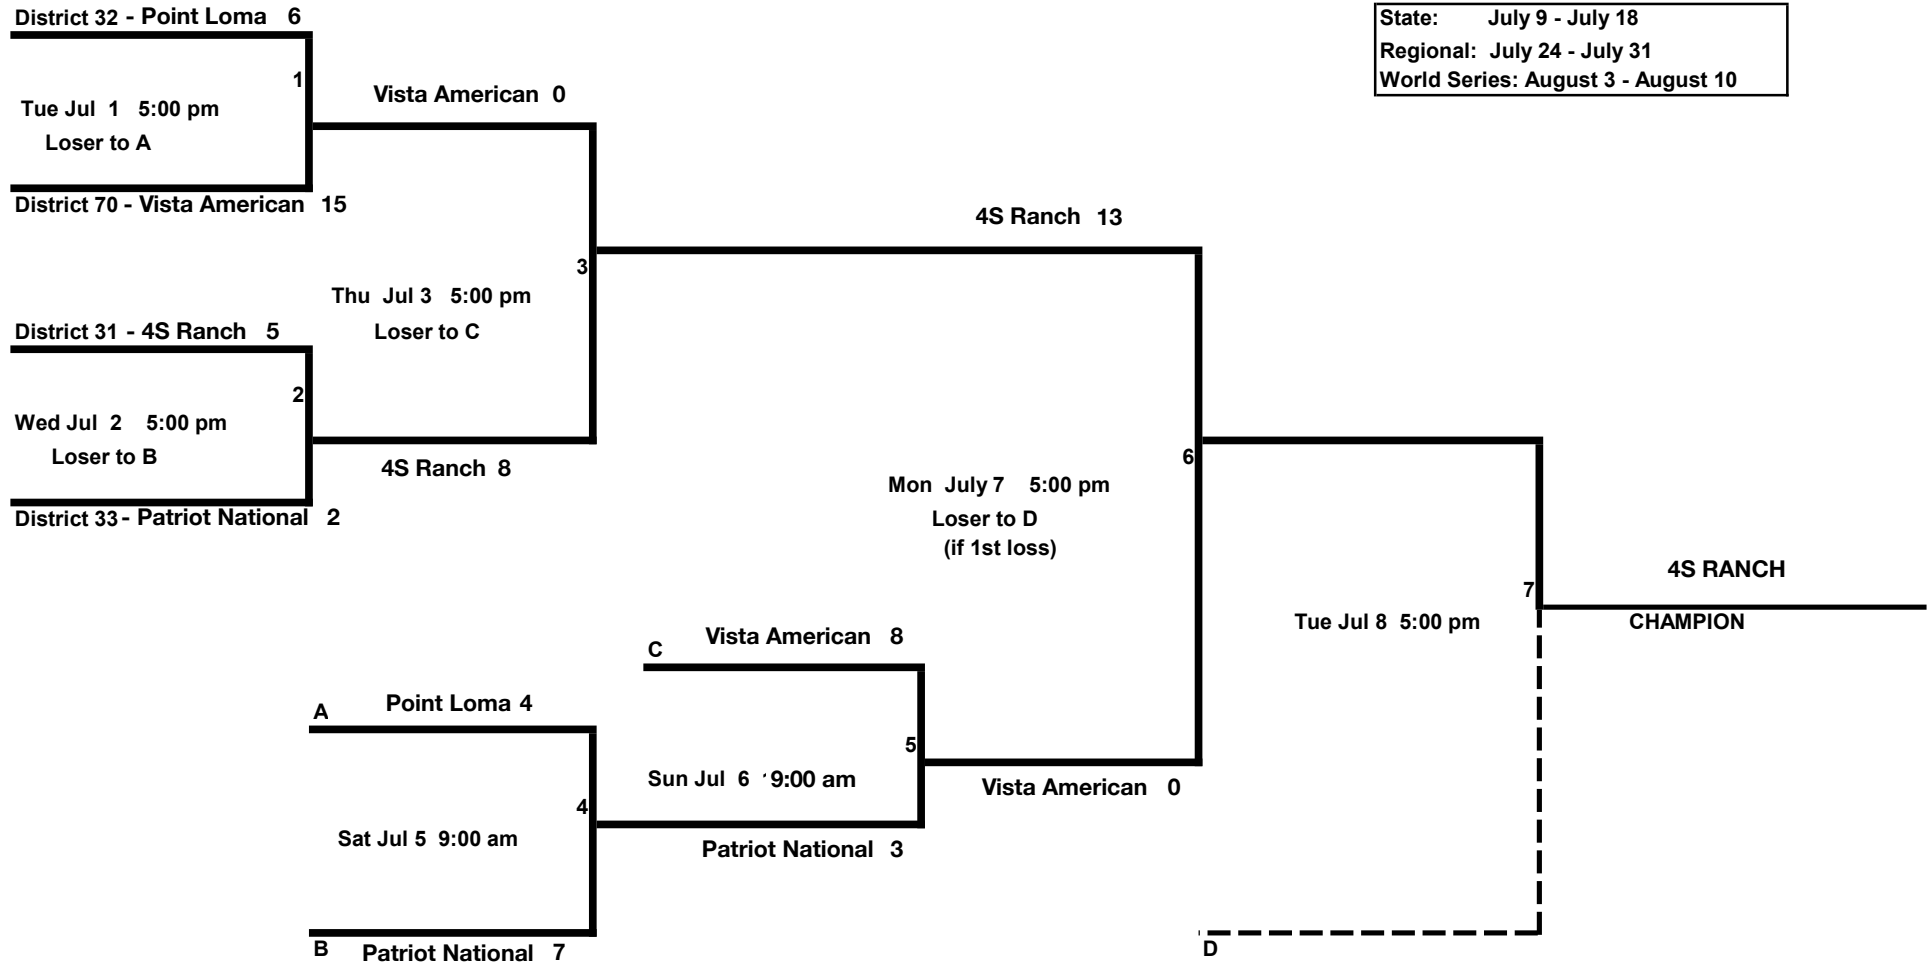 District 32 - Point Loma 6
State: July 9 - July 18
Regional: July 24 - July 31
World Series: August 3 - August 10
1
Vista American 0
Tue Jul 1 5:00 pm
Loser to A
District 70 - Vista American 15
4S Ranch 13
3
Thu Jul 3 5:00 pm
Loser to C
District 31 - 4S Ranch 5
2
Wed Jul 2 5:00 pm
Loser to B
4S Ranch 8
District 33 - Patriot National 2
6
Mon July 7 5:00 pm
Loser to D
(if 1st loss)
4S RANCH
7
Tue Jul 8 5:00 pm
CHAMPION
Vista American 8
C
Point Loma 4
A
5
Sun Jul 6 9:00 am
Vista American 0
4
Sat Jul 5 9:00 am
Patriot National 3
B
Patriot National 7
D